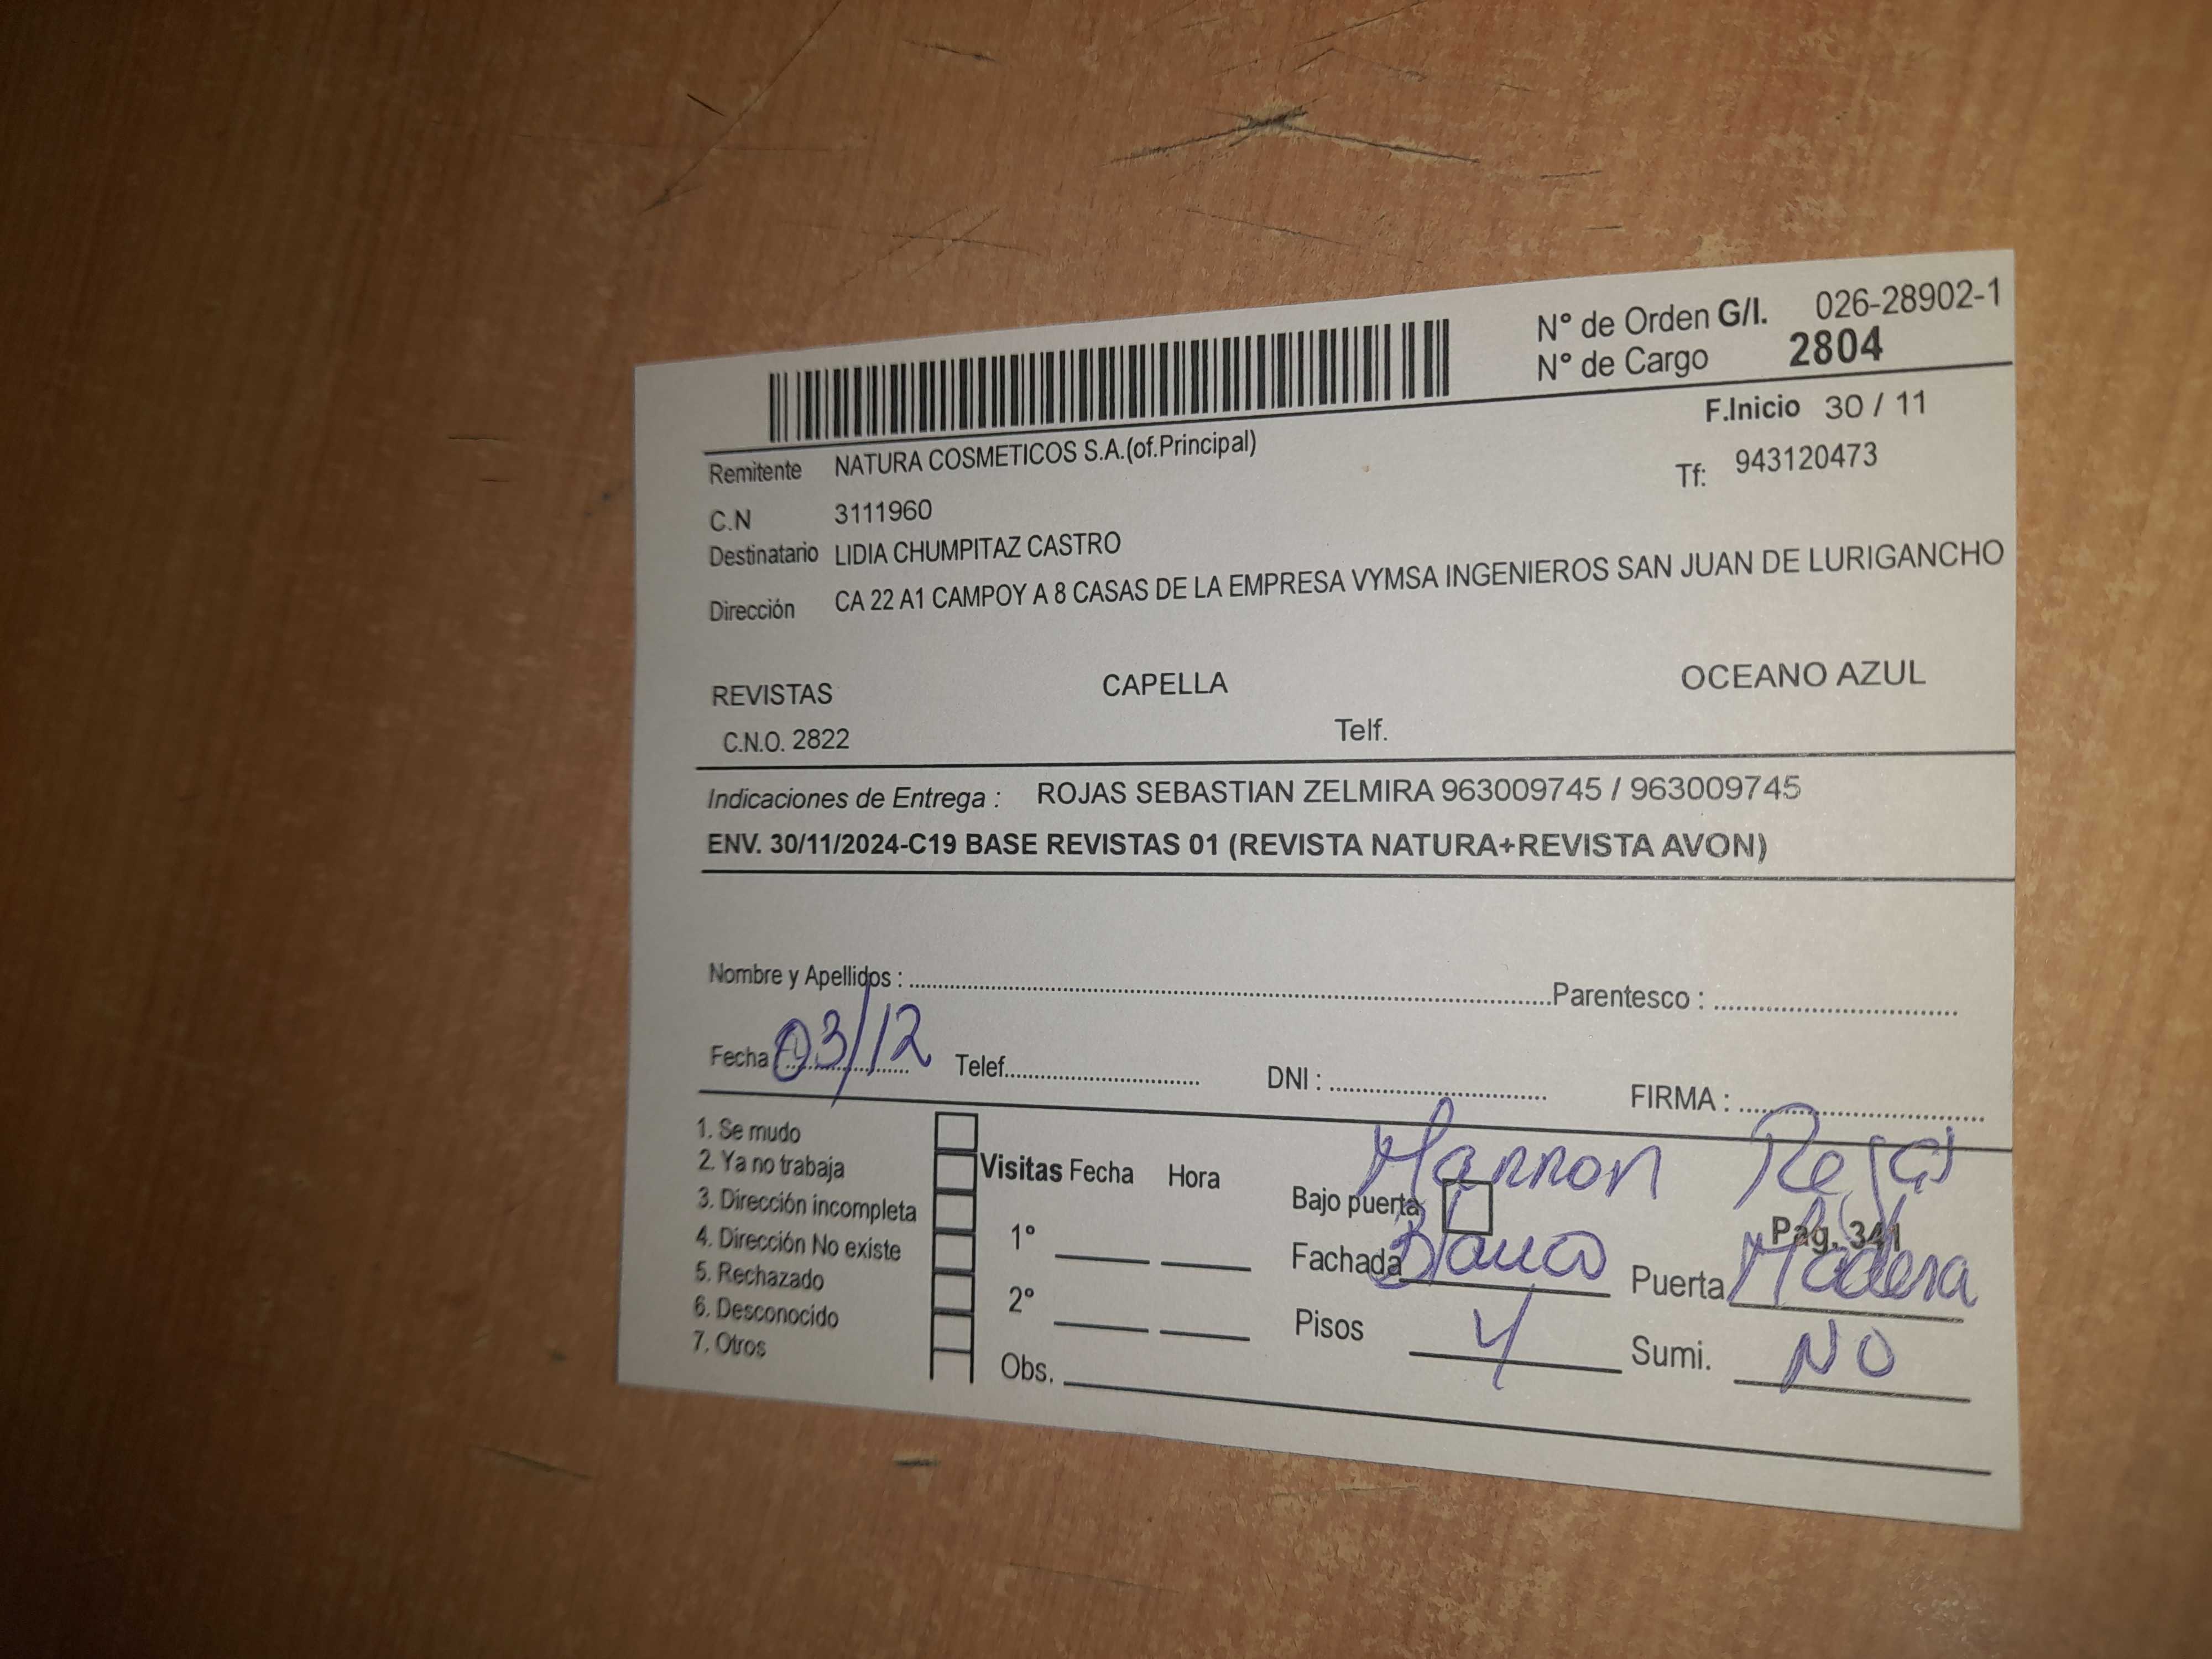 N° de Orden G/I. 026-28902-1
N° de Cargo 2804
F.Inicio 30 / 11
Remitente NATURA COSMETICOS S.A.(of.Principal)
Tf: 943120473
C.N 3111960
Destinatario LIDIA CHUMPITAZ CASTRO
Dirección CA 22 A1 CAMPOY A 8 CASAS DE LA EMPRESA VYMSA INGENIEROS SAN JUAN DE LURIGANCHO
REVISTAS CAPELLA OCEANO AZUL
C.N.O. 2822 Telf.
Indicaciones de Entrega : ROJAS SEBASTIAN ZELMIRA 963009745 / 963009745
ENV. 30/11/2024-C19 BASE REVISTAS 01 (REVISTA NATURA+REVISTA AVON)
Nombre y Apellidos : Parentesco :
Fecha : 03/12 Telef. DNI : FIRMA :
1. Se mudo
2. Ya no trabaja
3. Dirección incompleta
4. Dirección No existe
5. Rechazado
6. Desconocido
7. Otros
Visitas Fecha Hora
1°
2°
Obs.
Marron Rejas
Bajo puerta
Pag. 341
Fachada Blanco Puerta Madera
Pisos 4 Sumi. NO